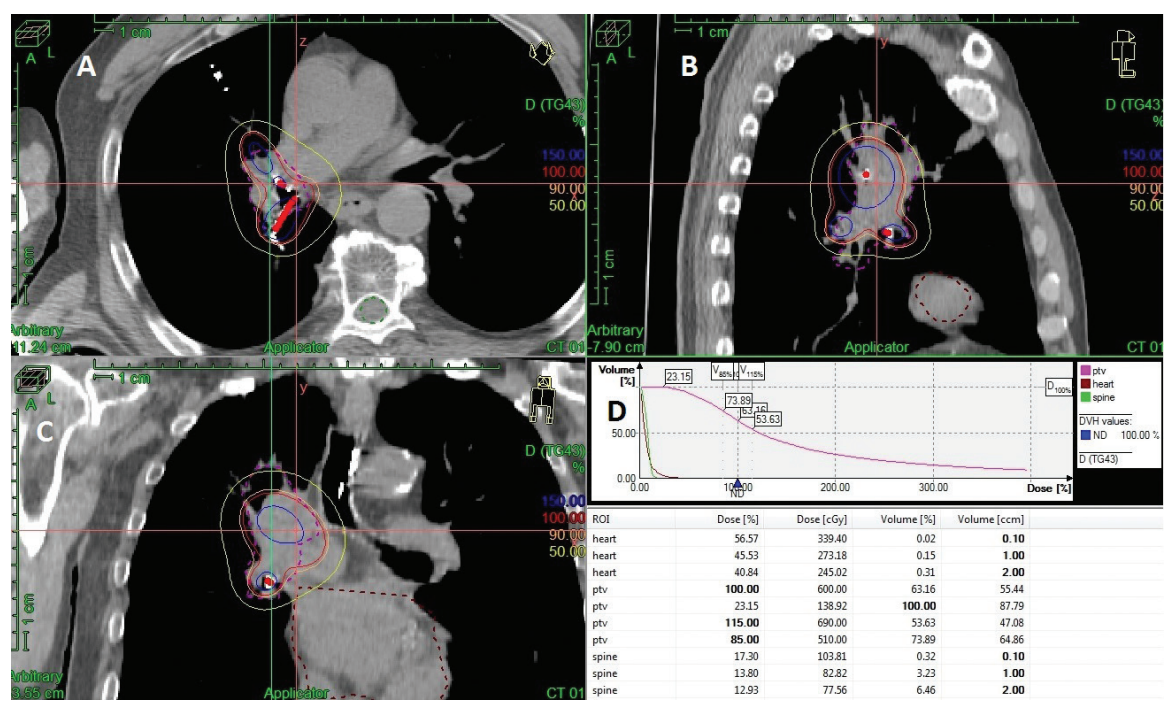 1 cm
z
A L
A
D (TG43)
%
150.00
100.00
90.00
50.00
1 cm
Arbitrary
11.24 cm
Applicator
CT 01
1 cm
y
A L
B
D (TG43)
%
150.00
100.00
90.00
50.00
1 cm
Arbitrary
-7.90 cm
Applicator
CT 01
1 cm
y
A L
C
D (TG43)
%
150.00
100.00
90.00
50.00
1 cm
Arbitrary
3.55 cm
Applicator
CT 01
Volume
[%]
23.15
V85%
V115%
D100%
D
73.89
63.16
53.63
50.00
0.00
0.00
100.00
200.00
300.00
Dose [%]
ND
ptv
heart
spine
DVH values:
ND 100.00 %
D (TG43)
ROI Dose [%] Dose [cGy] Volume [%] Volume [ccm]
heart 56.57 339.40 0.02 0.10
heart 45.53 273.18 0.15 1.00
heart 40.84 245.02 0.31 2.00
ptv 100.00 600.00 63.16 55.44
ptv 23.15 138.92 100.00 87.79
ptv 115.00 690.00 53.63 47.08
ptv 85.00 510.00 73.89 64.86
spine 17.30 103.81 0.32 0.10
spine 13.80 82.82 3.23 1.00
spine 12.93 77.56 6.46 2.00